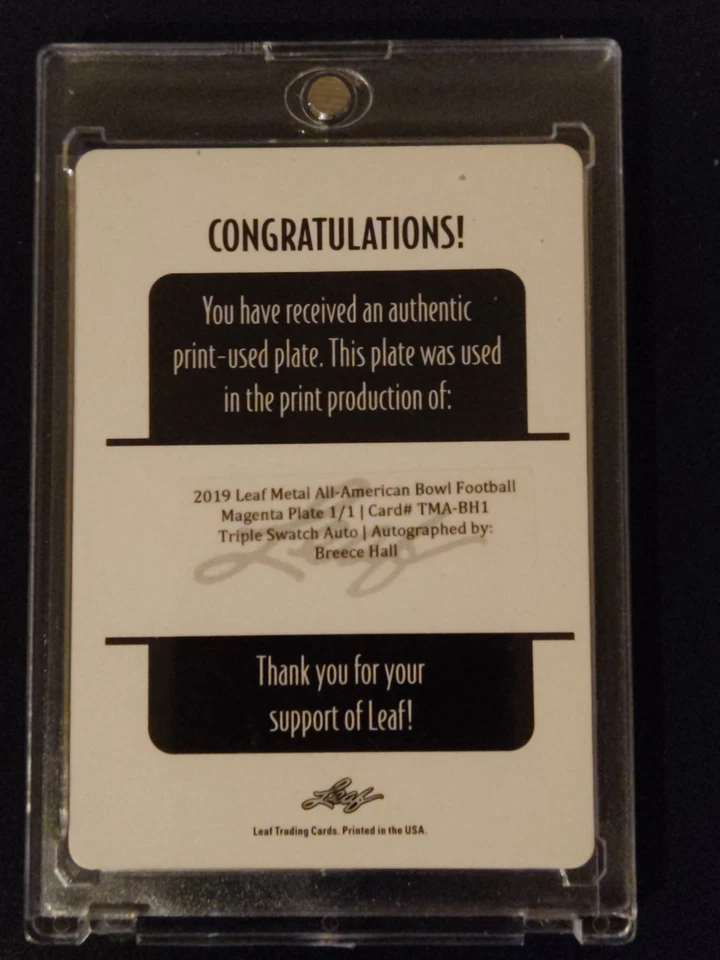 CONGRATULATIONS!
You have received an authentic
print-used plate. This plate was used
in the print production of:
2019 Leaf Metal All-American Bowl Football
Magenta Plate 1/1 | Card# TMA-BH1
Triple Swatch Auto | Autographed by:
Breece Hall
Leaf
Thank you for your
support of Leaf!
Leaf
Leaf Trading Cards. Printed in the USA.